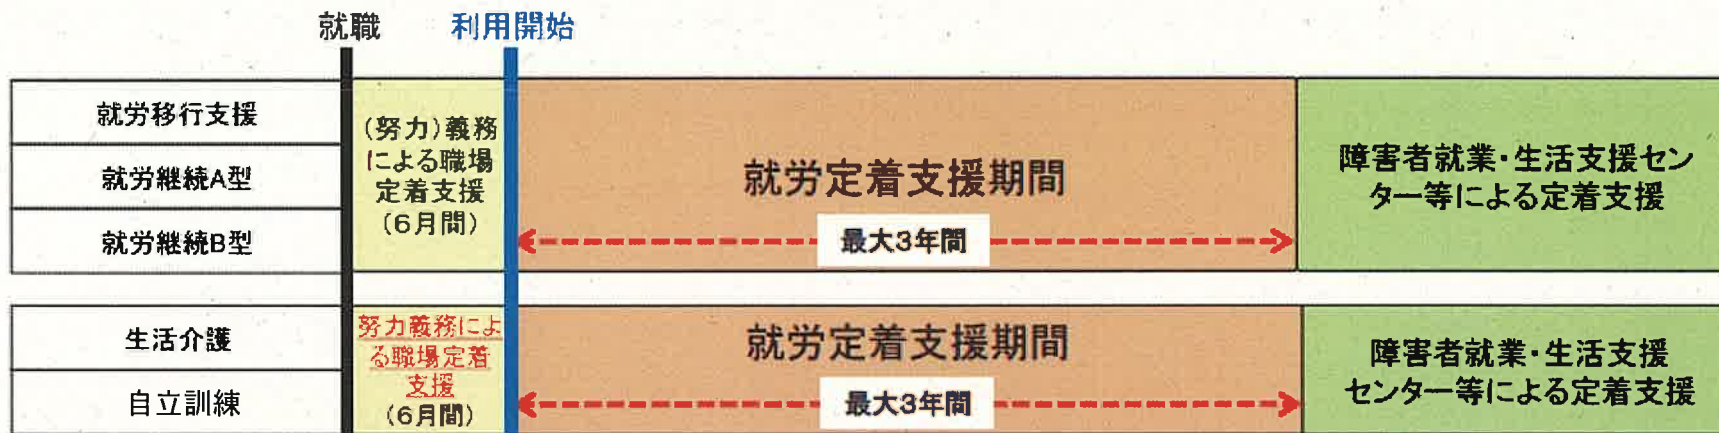 就職
利用開始
就労移行支援
就労継続A型
就労継続B型
(努力)義務
による職場
定着支援
(6月間)
就労定着支援期間
最大3年間
障害者就業・生活支援セン
ター等による定着支援
生活介護
自立訓練
努力義務によ
る職場定着
支援
(6月間)
就労定着支援期間
最大3年間
障害者就業・生活支援
センター等による定着支援